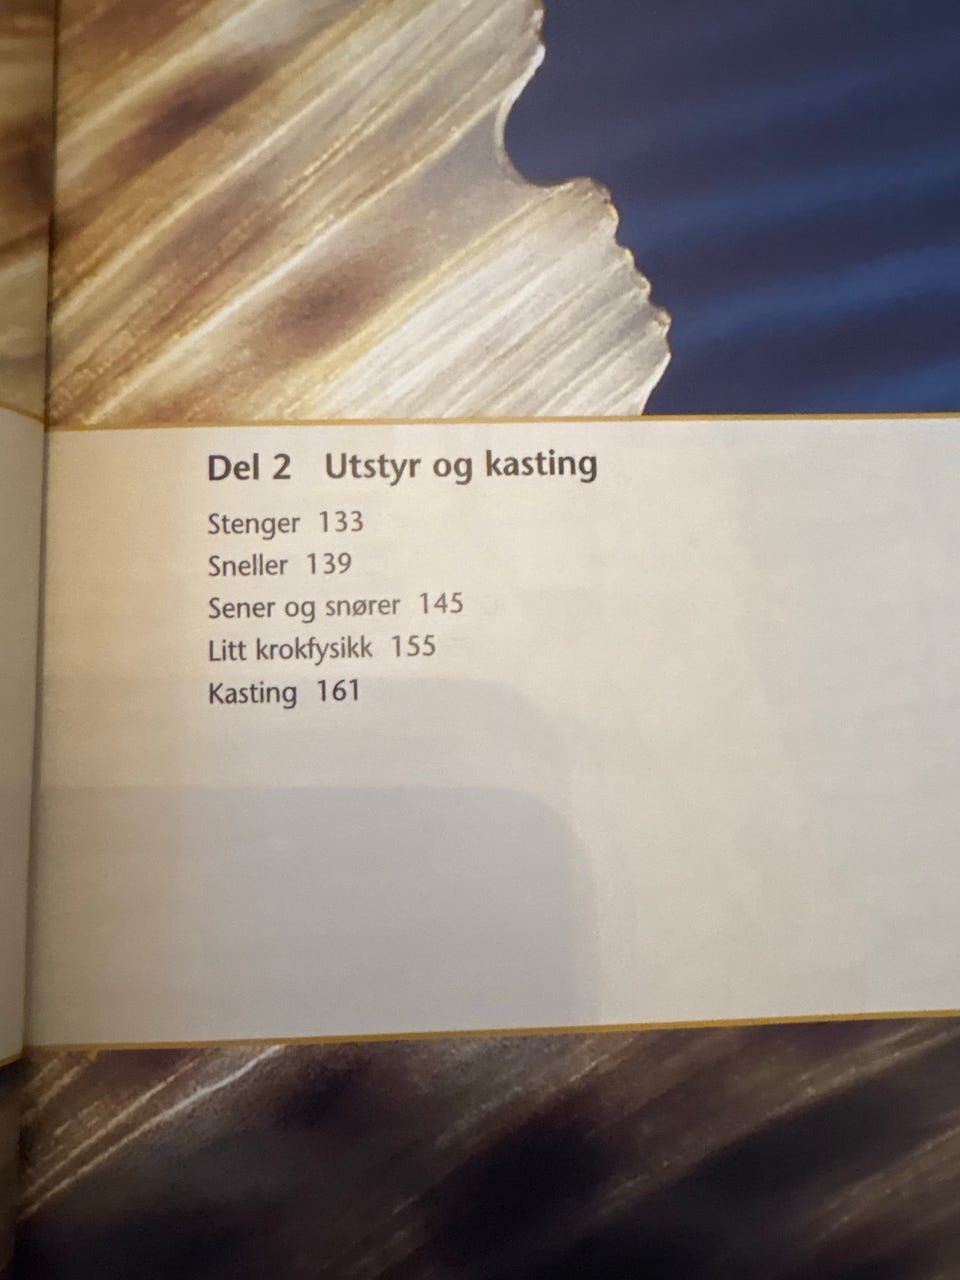 Del 2 Utstyr og kasting
Stenger 133
Sneller 139
Sener og snører 145
Litt krokfysikk 155
Kasting 161